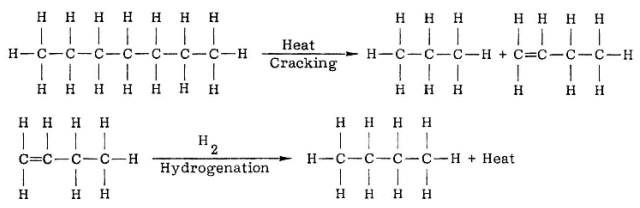 H H H H H H H H H H H H H H
H–C–C–C–C–C–C–C–H Heat Cracking H–C–C–C–H + C=C–C–C–H
H H H H H H H H H H H H H
H H H H H H H H
C=C–C–C–H H2 Hydrogenation H–C–C–C–C–H + Heat
H H H H H H H